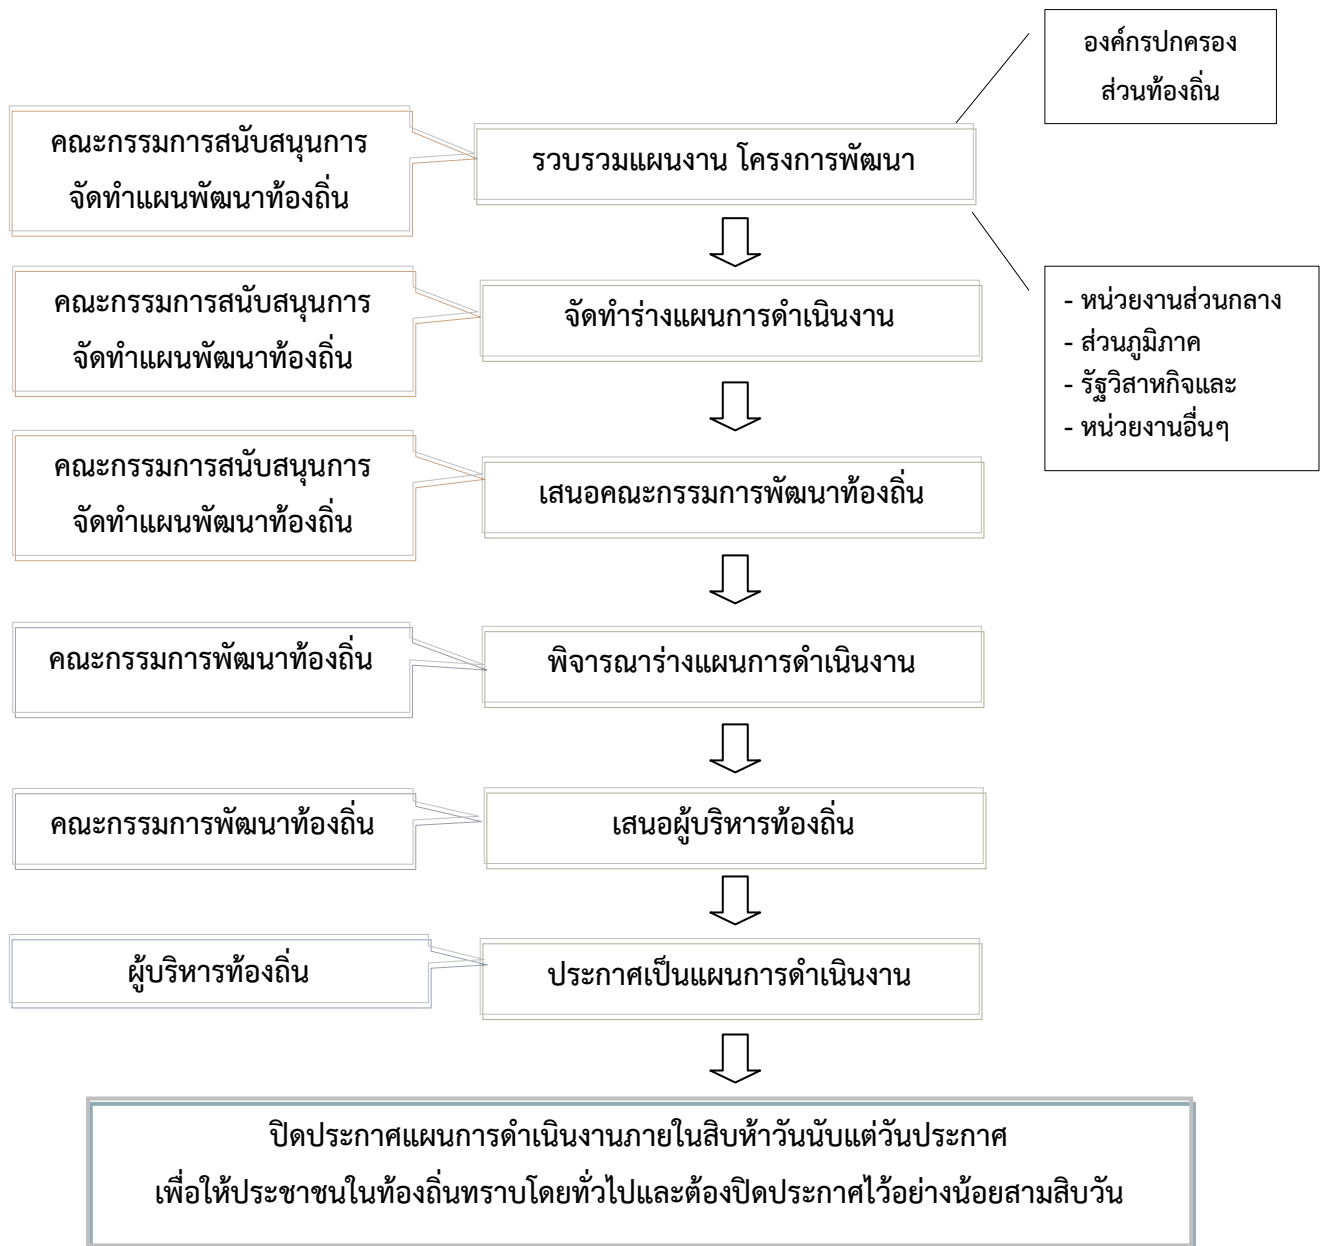 องค์กรปกครอง
ส่วนท้องถิ่น
คณะกรรมการสนับสนุนการ
จัดทำแผนพัฒนาท้องถิ่น
รวบรวมแผนงาน โครงการพัฒนา
คณะกรรมการสนับสนุนการ
จัดทำแผนพัฒนาท้องถิ่น
จัดทำร่างแผนการดำเนินงาน
- หน่วยงานส่วนกลาง
- ส่วนภูมิภาค
- รัฐวิสาหกิจและ
- หน่วยงานอื่นๆ
คณะกรรมการสนับสนุนการ
จัดทำแผนพัฒนาท้องถิ่น
เสนอคณะกรรมการพัฒนาท้องถิ่น
คณะกรรมการพัฒนาท้องถิ่น
พิจารณาร่างแผนการดำเนินงาน
คณะกรรมการพัฒนาท้องถิ่น
เสนอผู้บริหารท้องถิ่น
ผู้บริหารท้องถิ่น
ประกาศเป็นแผนการดำเนินงาน
ปิดประกาศแผนการดำเนินงานภายในสิบห้าวันนับแต่วันประกาศ
เพื่อให้ประชาชนในท้องถิ่นทราบโดยทั่วไปและต้องปิดประกาศไว้อย่างน้อยสามสิบวัน